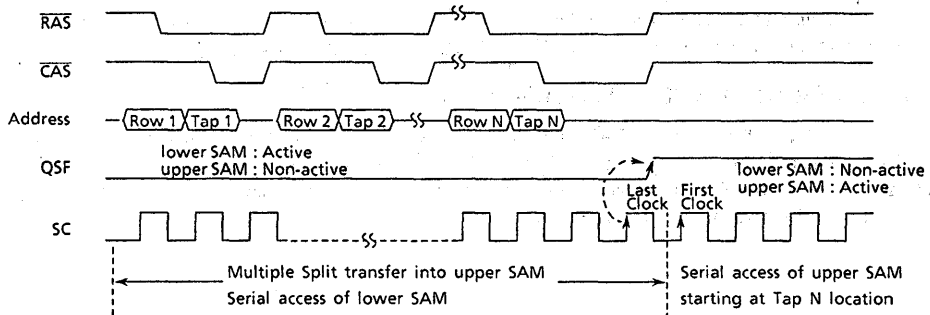 RAS
CAS
Address
Row 1 Tap 1 Row 2 Tap 2 Row N Tap N
QSF
lower SAM : Active
upper SAM : Non-active
lower SAM : Non-active
upper SAM : Active
Last
Clock
First
Clock
SC
Multiple Split transfer into upper SAM
Serial access of lower SAM
Serial access of upper SAM
starting at Tap N location